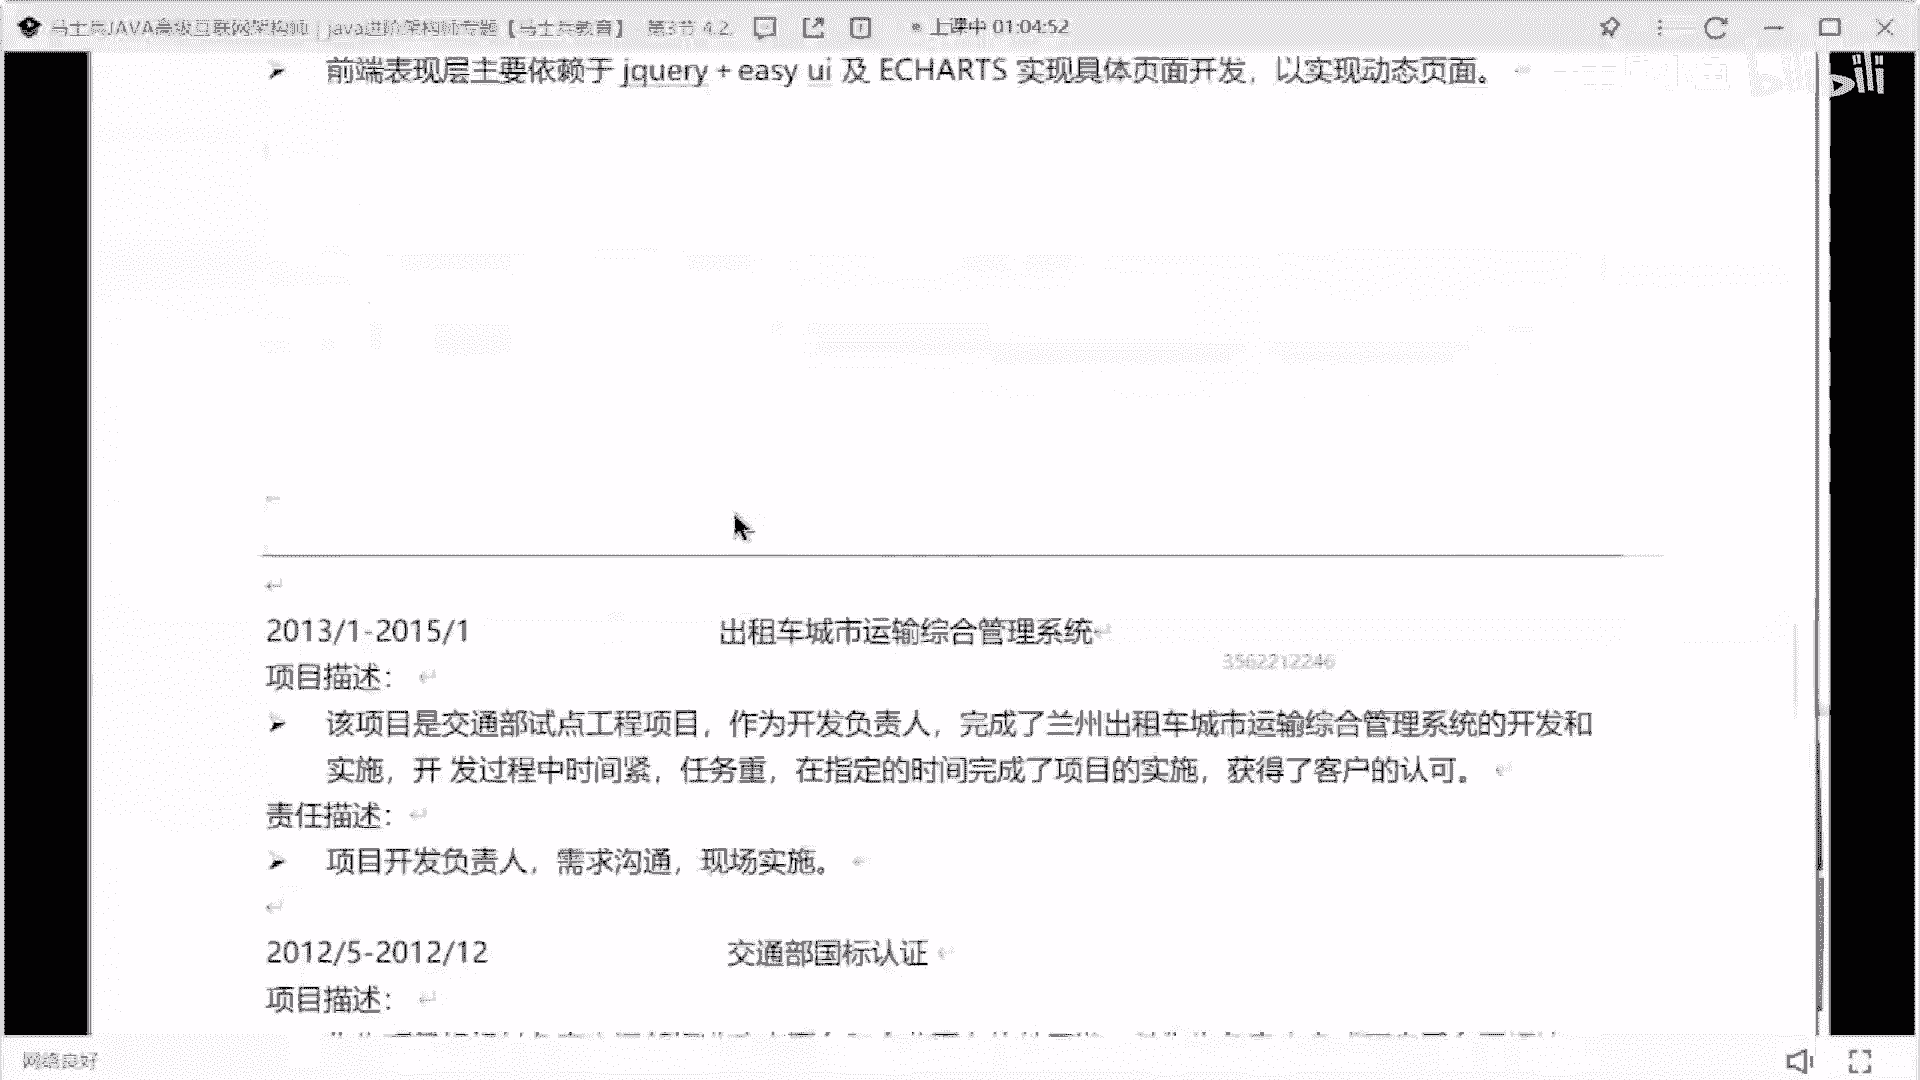 马士兵JAVA高级互联网架构师 | java进阶架构师专题【马士兵教育】 第3节 4.2. 上课中 01:04:52
前端表现层主要依赖于 jquery + easy ui 及 ECHARTS 实现具体页面开发，以实现动态页面。
bilibili
2013/1-2015/1 出租车城市运输综合管理系统
3562212246
项目描述：
该项目是交通部试点工程项目，作为开发负责人，完成了兰州出租车城市运输综合管理系统的开发和
实施，开 发过程中时间紧，任务重，在指定的时间完成了项目的实施，获得了客户的认可。
责任描述：
项目开发负责人，需求沟通，现场实施。
2012/5-2012/12 交通部国标认证
项目描述：
网络良好